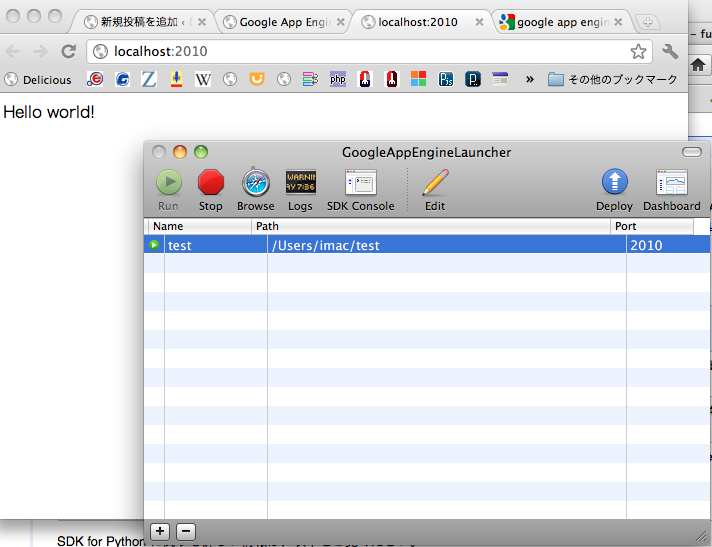 新規投稿を追加 ‹
Google App Engin
localhost:2010
google app engin
localhost:2010
Delicious
php
»
その他のブックマーク
Hello world!
GoogleAppEngineLauncher
Run
Stop
Browse
Logs
SDK Console
Edit
Deploy
Dashboard
Name
Path
Port
test
/Users/imac/test
2010
SDK for Python